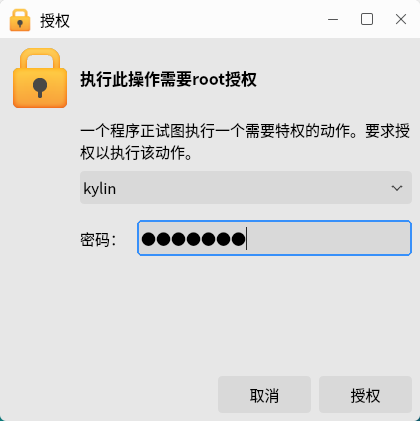 授权
执行此操作需要root授权
一个程序正试图执行一个需要特权的动作。要求授
权以执行该动作。
kylin
密码： ●●●●●●●
取消 授权